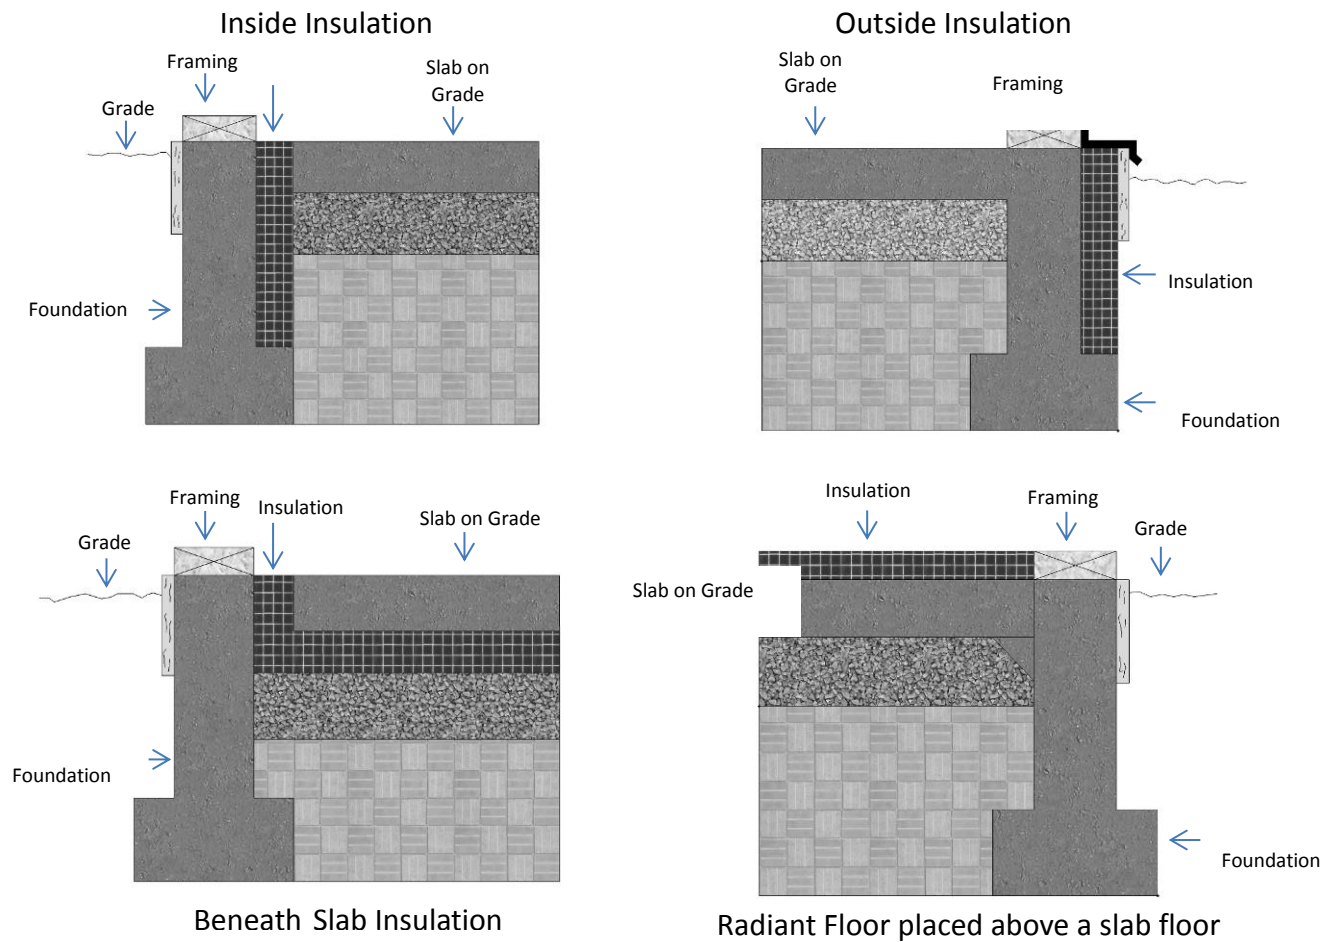 Inside Insulation
Framing
Slab on
Grade
Grade
Foundation
Outside Insulation
Slab on
Grade
Framing
Insulation
Foundation
Framing
Insulation
Slab on Grade
Grade
Foundation
Beneath Slab Insulation
Insulation
Framing
Grade
Slab on Grade
Foundation
Radiant Floor placed above a slab floor